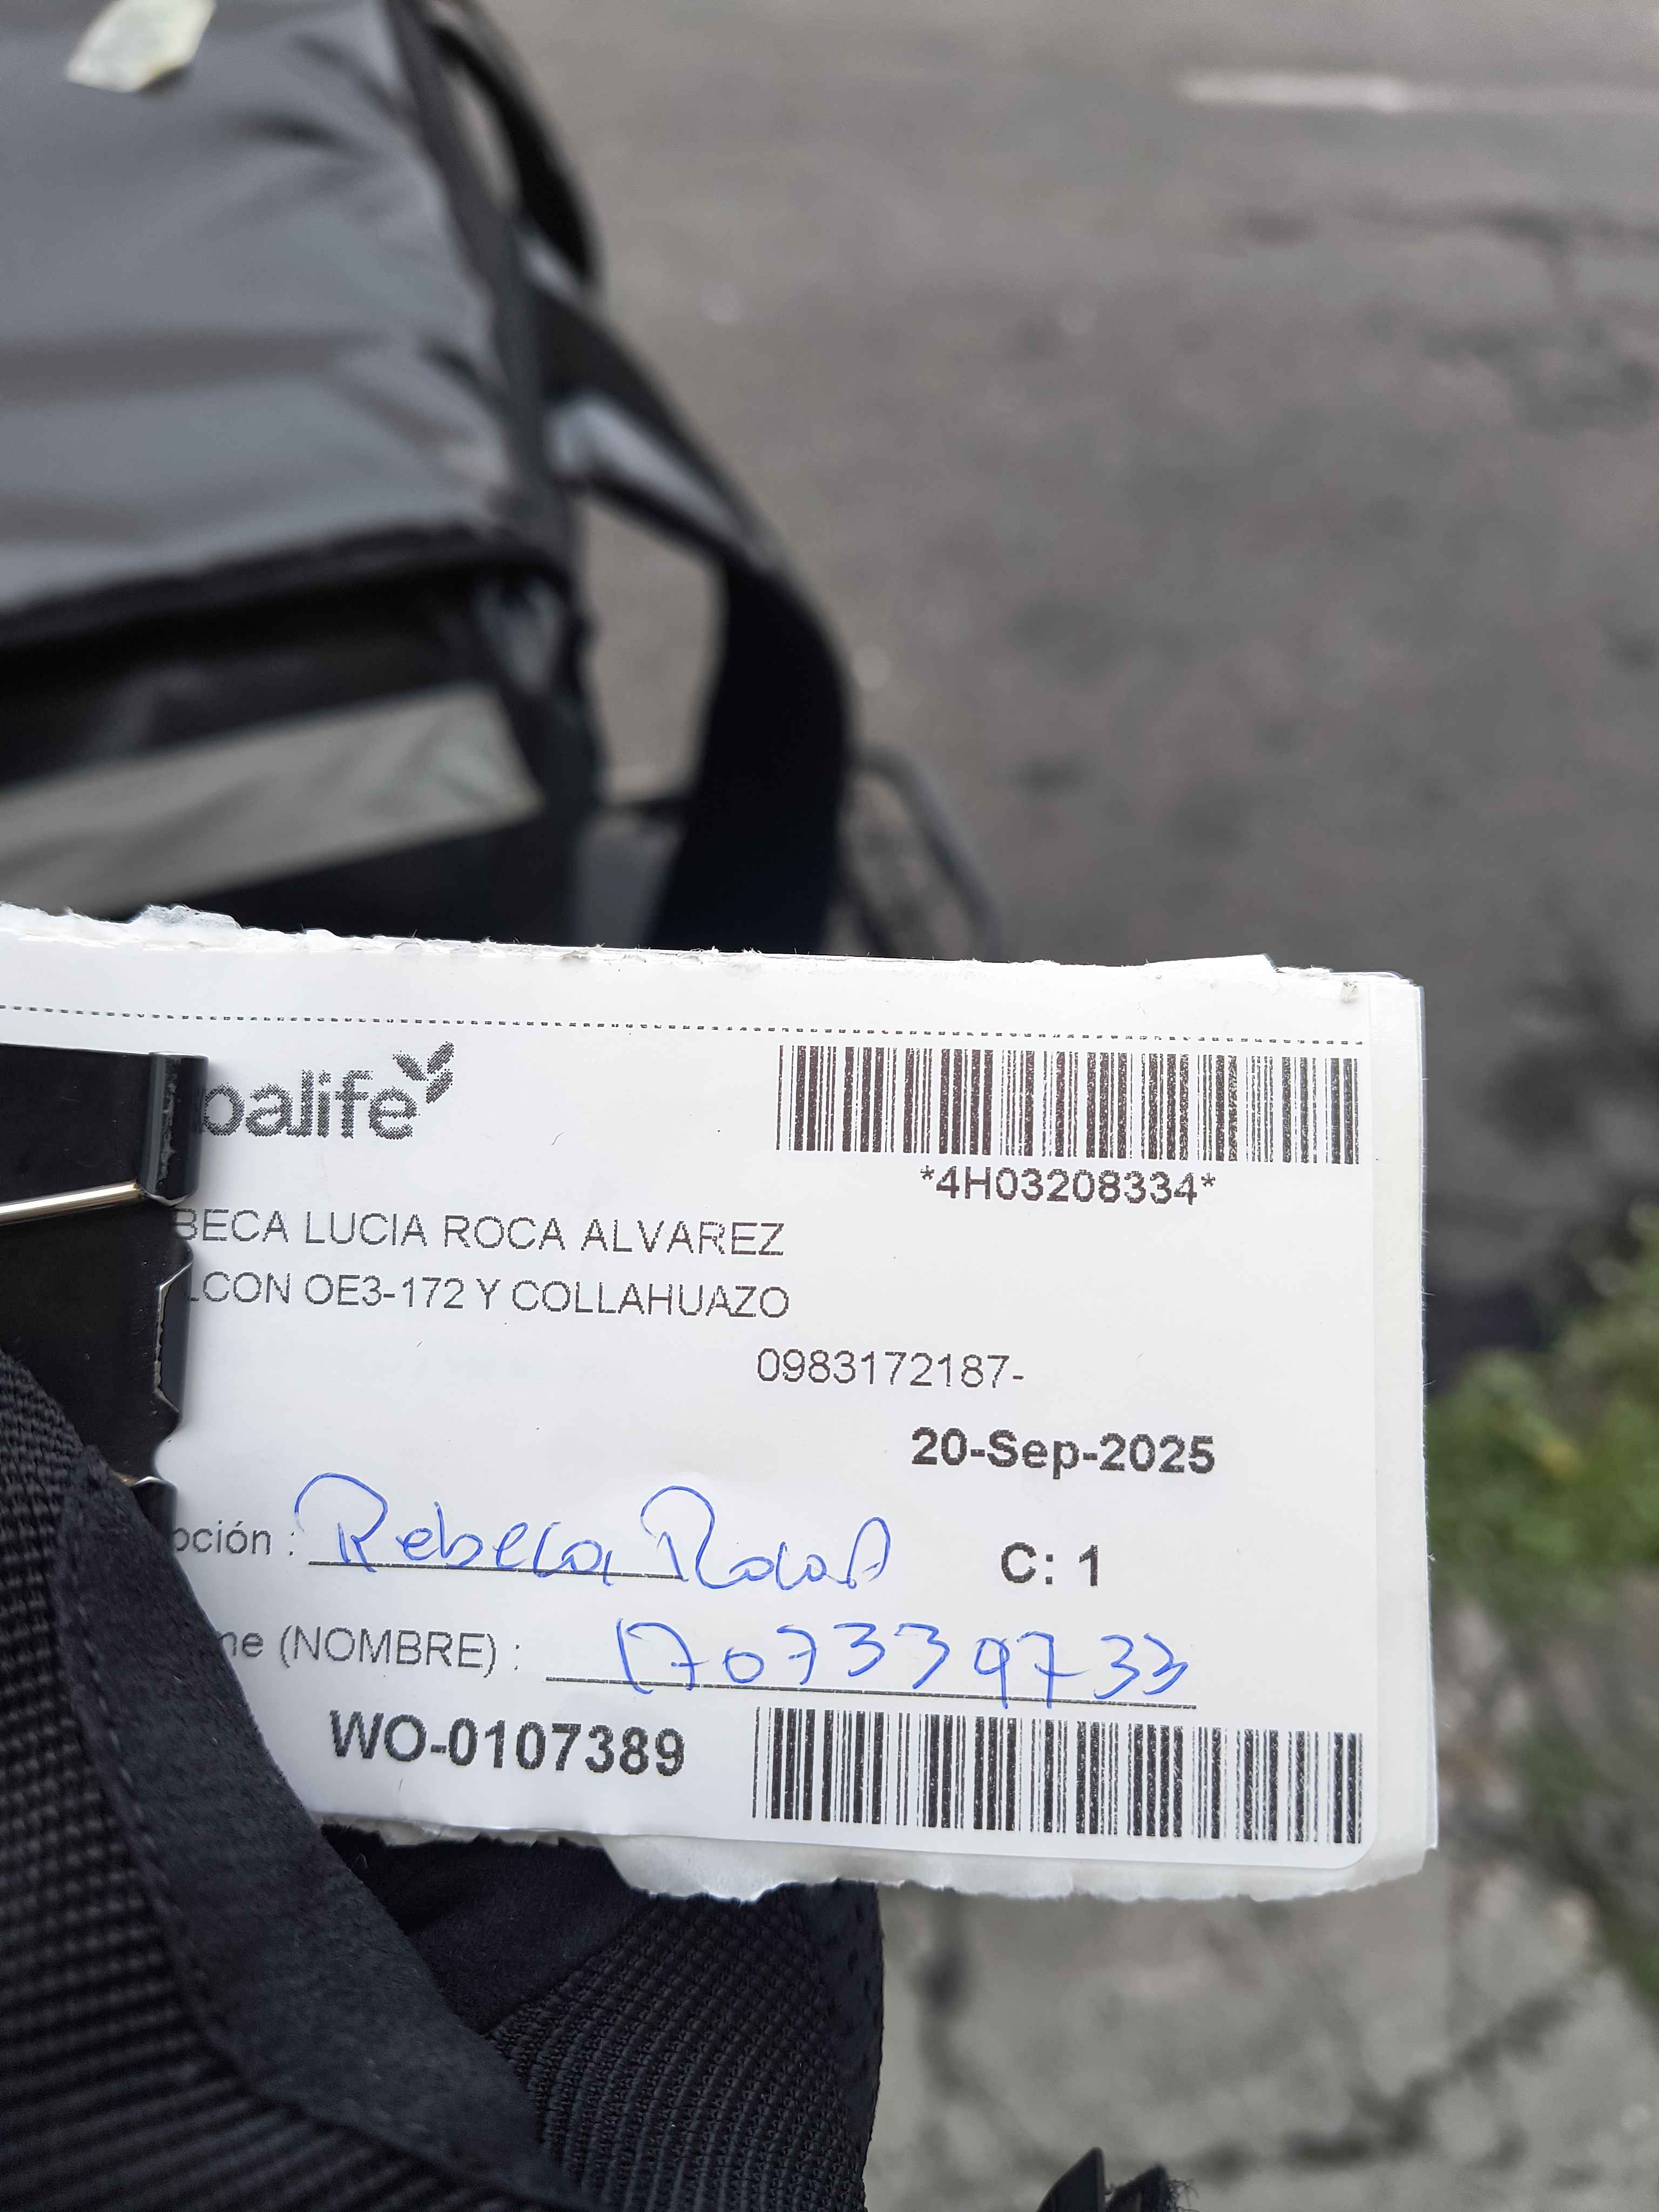 balife
*4H03208334*
BECA LUCIA ROCA ALVAREZ
LCON OE3-172 Y COLLAHUAZO
0983172187-
20-Sep-2025
pción : Rebeca Roca A
C: 1
me (NOMBRE) : 1707339733
WO-0107389